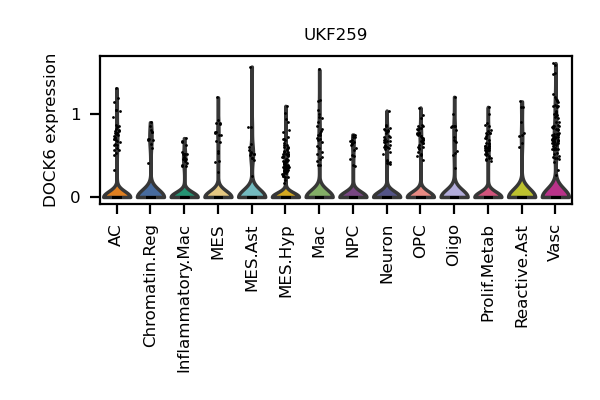 UKF259
DOCK6 expression
1
0
AC
Chromatin.Reg
Inflammatory.Mac
MES
MES.Ast
MES.Hyp
Mac
NPC
Neuron
OPC
Oligo
Prolif.Metab
Reactive.Ast
Vasc